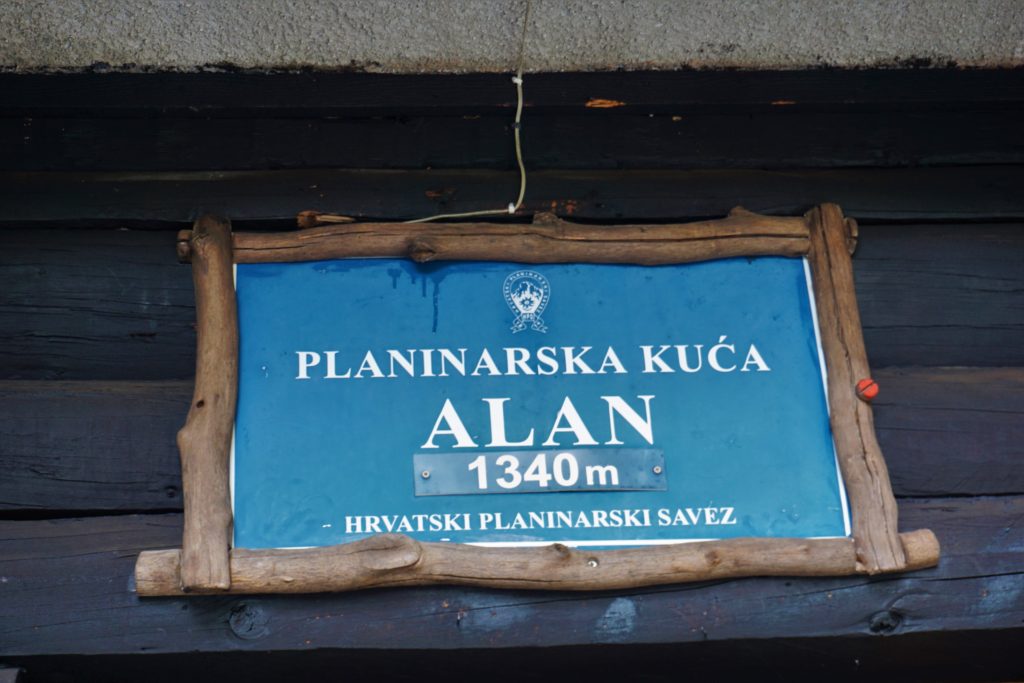 PLANINARSKA KUĆA
ALAN
1340m
HRVATSKI PLANINARSKI SAVEZ